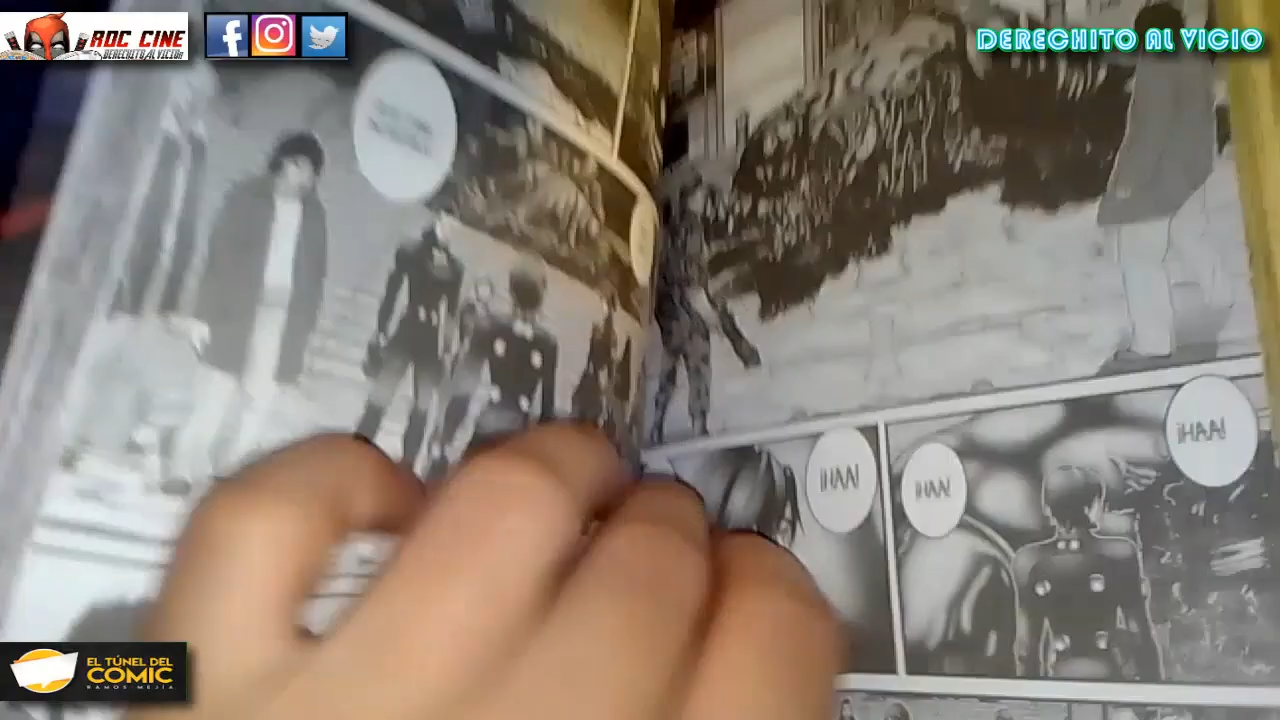 ROC CINE
DERECHITO AL VICIO
DERECHITO AL VICIO
¡HAA!
¡HAA!
¡HAA!
EL TÚNEL DEL
COMIC
RAMOS MEJÍA